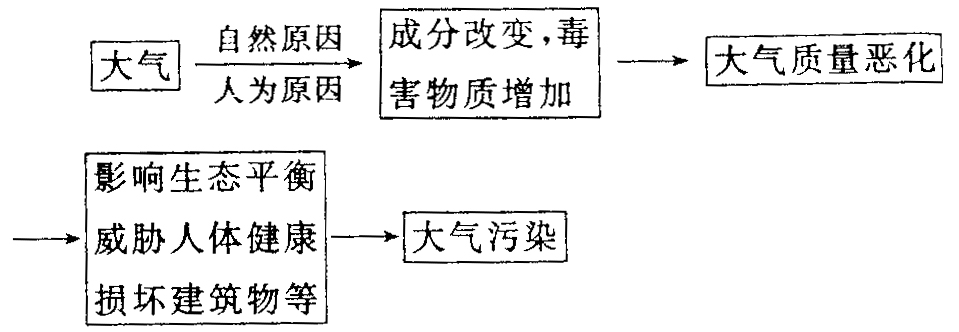 大气
自然原因
人为原因
成分改变，毒
害物质增加
大气质量恶化
影响生态平衡
威胁人体健康
损坏建筑物等
大气污染